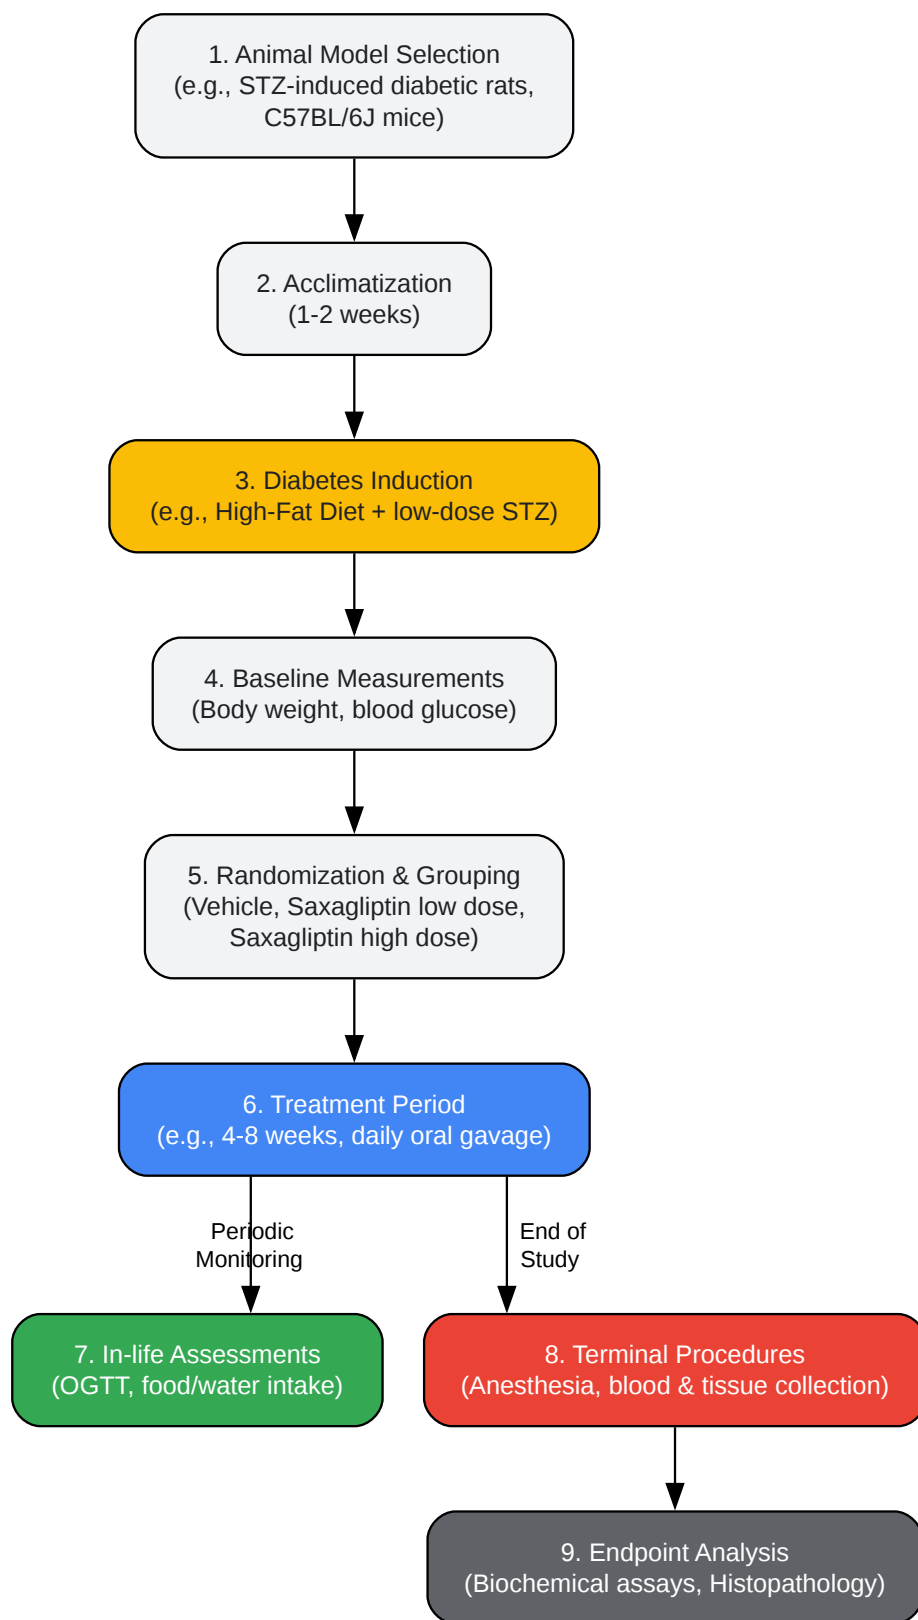 1. Animal Model Selection
(e.g., STZ-induced diabetic rats,
C57BL/6J mice)
2. Acclimatization
(1-2 weeks)
3. Diabetes Induction
(e.g., High-Fat Diet + low-dose STZ)
4. Baseline Measurements
(Body weight, blood glucose)
5. Randomization & Grouping
(Vehicle, Saxagliptin low dose,
Saxagliptin high dose)
6. Treatment Period
(e.g., 4-8 weeks, daily oral gavage)
Periodic
Monitoring
End of
Study
7. In-life Assessments
(OGTT, food/water intake)
8. Terminal Procedures
(Anesthesia, blood & tissue collection)
9. Endpoint Analysis
(Biochemical assays, Histopathology)